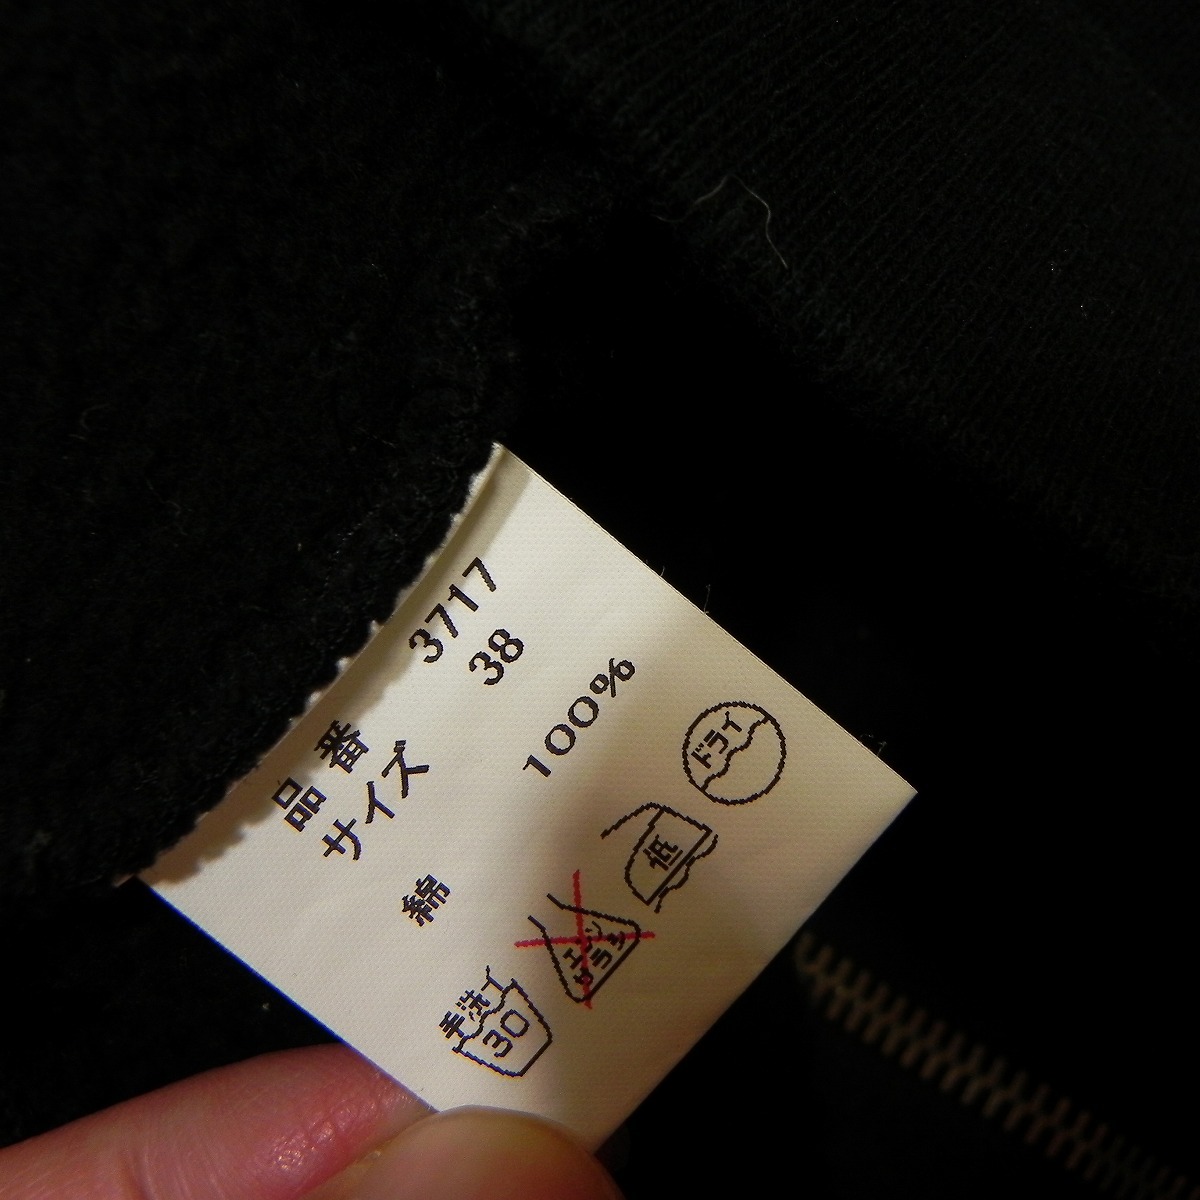 品番 3717
サイズ 38
綿 100%
手洗イ
30
エンソ
サラシ
低
ドライ